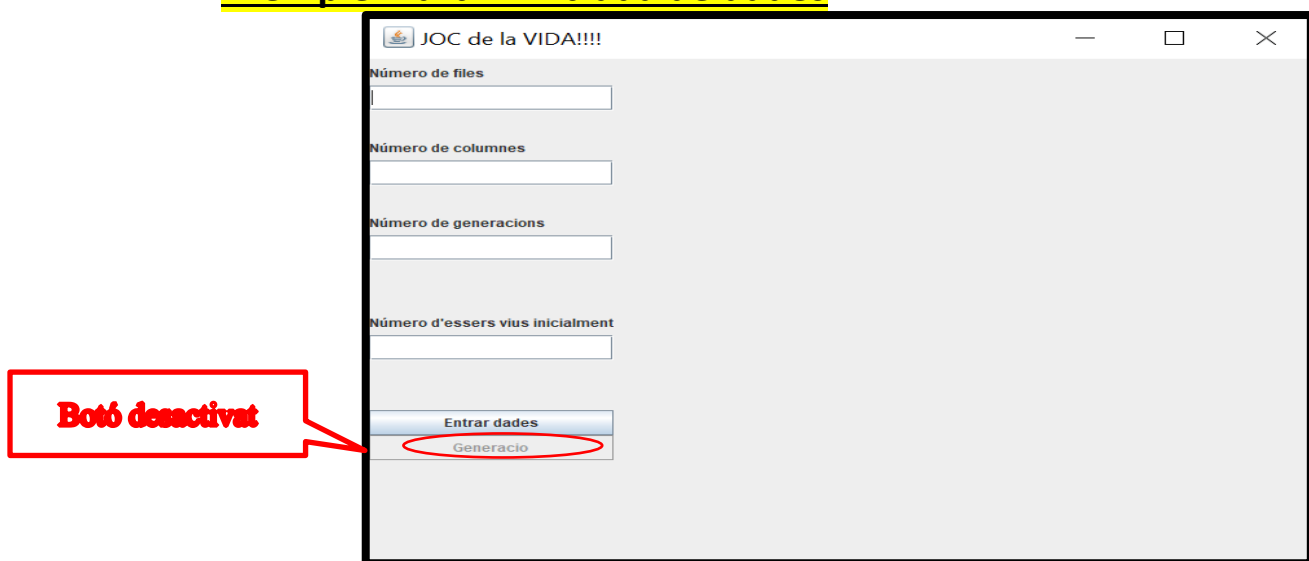 JOC de la VIDA!!!!
Número de files
Número de columnes
Número de generacions
Número d'essers vius inicialment
Botó desactivat
Entrar dades
Generacio